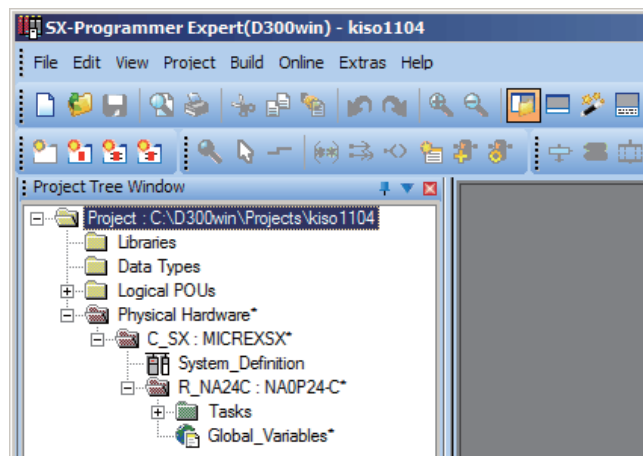 SX-Programmer Expert(D300win) - kiso1104
File Edit View Project Build Online Extras Help
Project Tree Window
Project : C:\D300win\Projects\kiso1104
Libraries
Data Types
Logical POUs
Physical Hardware*
C_SX : MICREXSX*
System_Definition
R_NA24C : NA0P24-C*
Tasks
Global_Variables*